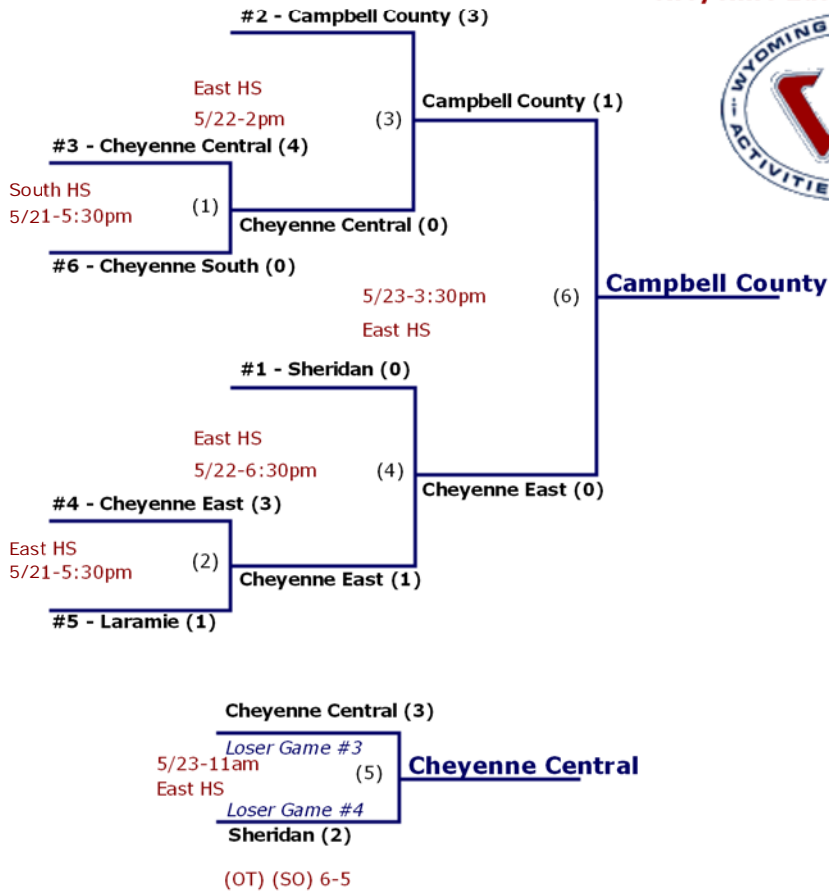 #2 - Campbell County (3)
WYOMING
ACTIVITIE
East HS
5/22-2pm
(3)
Campbell County (1)
#3 - Cheyenne Central (4)
South HS
5/21-5:30pm
(1)
Cheyenne Central (0)
#6 - Cheyenne South (0)
5/23-3:30pm
(6)
Campbell County
East HS
#1 - Sheridan (0)
East HS
5/22-6:30pm
(4)
Cheyenne East (0)
#4 - Cheyenne East (3)
East HS
5/21-5:30pm
(2)
Cheyenne East (1)
#5 - Laramie (1)
Cheyenne Central (3)
Loser Game #3
5/23-11am
(5)
Cheyenne Central
East HS
Loser Game #4
Sheridan (2)
(OT) (SO) 6-5